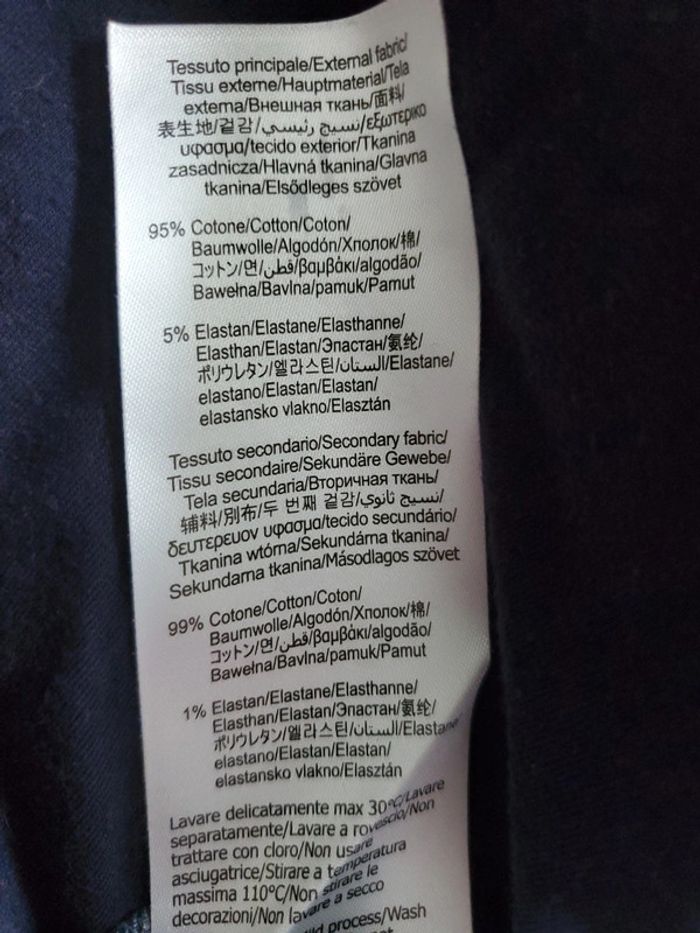 Tessuto principale/External fabric/
Tissu externe/Hauptmaterial/Tela
externa/Внешная ткань/面料/
表生地/겉감/نسيج رئيسي/εξωτερικο
υφασμα/tecido exterior/Tkanina
zasadnicza/Hlavná tkanina/Glavna
tkanina/Elsődleges szövet
95% Cotone/Cotton/Coton/
Baumwolle/Algodón/Хполок/棉/
コットン/면/قطن/βαμβάκι/algodão/
Bawełna/Bavlna/pamuk/Pamut
5% Elastan/Elastane/Elasthanne/
Elasthan/Elastan/Эпастан/氨纶/
ポリウレタン/엘라스틴/الستان/Elastane/
elastano/Elastan/Elastan/
elastansko vlakno/Elasztán
Tessuto secondario/Secondary fabric/
Tissu secondaire/Sekundäre Gewebe/
Tela secundaria/Вторичная ткань/
辅料/別布/두 번째 겉감/نسيج ثانوي/
δευτερευον υφασμα/tecido secundário/
Tkanina wtórna/Sekundárna tkanina/
Sekundarna tkanina/Másodlagos szövet
99% Cotone/Cotton/Coton/
Baumwolle/Algodón/Хполок/棉/
コットン/면/قطن/βαμβάκι/algodão/
Bawełna/Bavlna/pamuk/Pamut
1% Elastan/Elastane/Elasthanne/
Elasthan/Elastan/Эпастан/氨纶/
ポリウレタン/엘라스틴/الستان/Elastane
elastano/Elastan/Elastan/
elastansko vlakno/Elasztán
Lavare delicatamente max 30°C/Lavare
separatamente/Lavare a rovescio/Non
trattare con cloro/Non usare
asciugatrice/Stirare a temperatura
massima 110°C/Non stirare le
decorazioni/Non lavare a secco
process/Wash